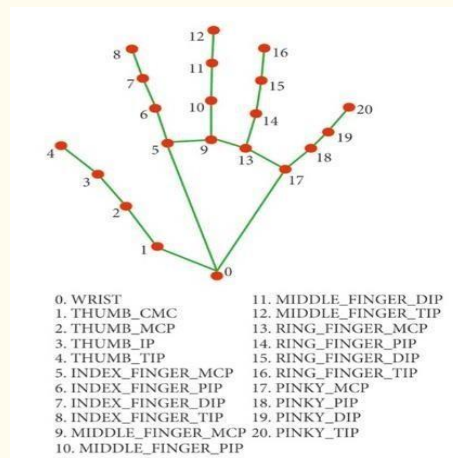 12
8
16
11
7
15
10
6
20
14
19
5
9
4
18
13
3
17
2
1
0
0. WRIST
1. THUMB_CMC
2. THUMB_MCP
3. THUMB_IP
4. THUMB_TIP
5. INDEX_FINGER_MCP
6. INDEX_FINGER_PIP
7. INDEX_FINGER_DIP
8. INDEX_FINGER_TIP
9. MIDDLE_FINGER_MCP
10. MIDDLE_FINGER_PIP
11. MIDDLE_FINGER_DIP
12. MIDDLE_FINGER_TIP
13. RING_FINGER_MCP
14. RING_FINGER_PIP
15. RING_FINGER_DIP
16. RING_FINGER_TIP
17. PINKY_MCP
18. PINKY_PIP
19. PINKY_DIP
20. PINKY_TIP